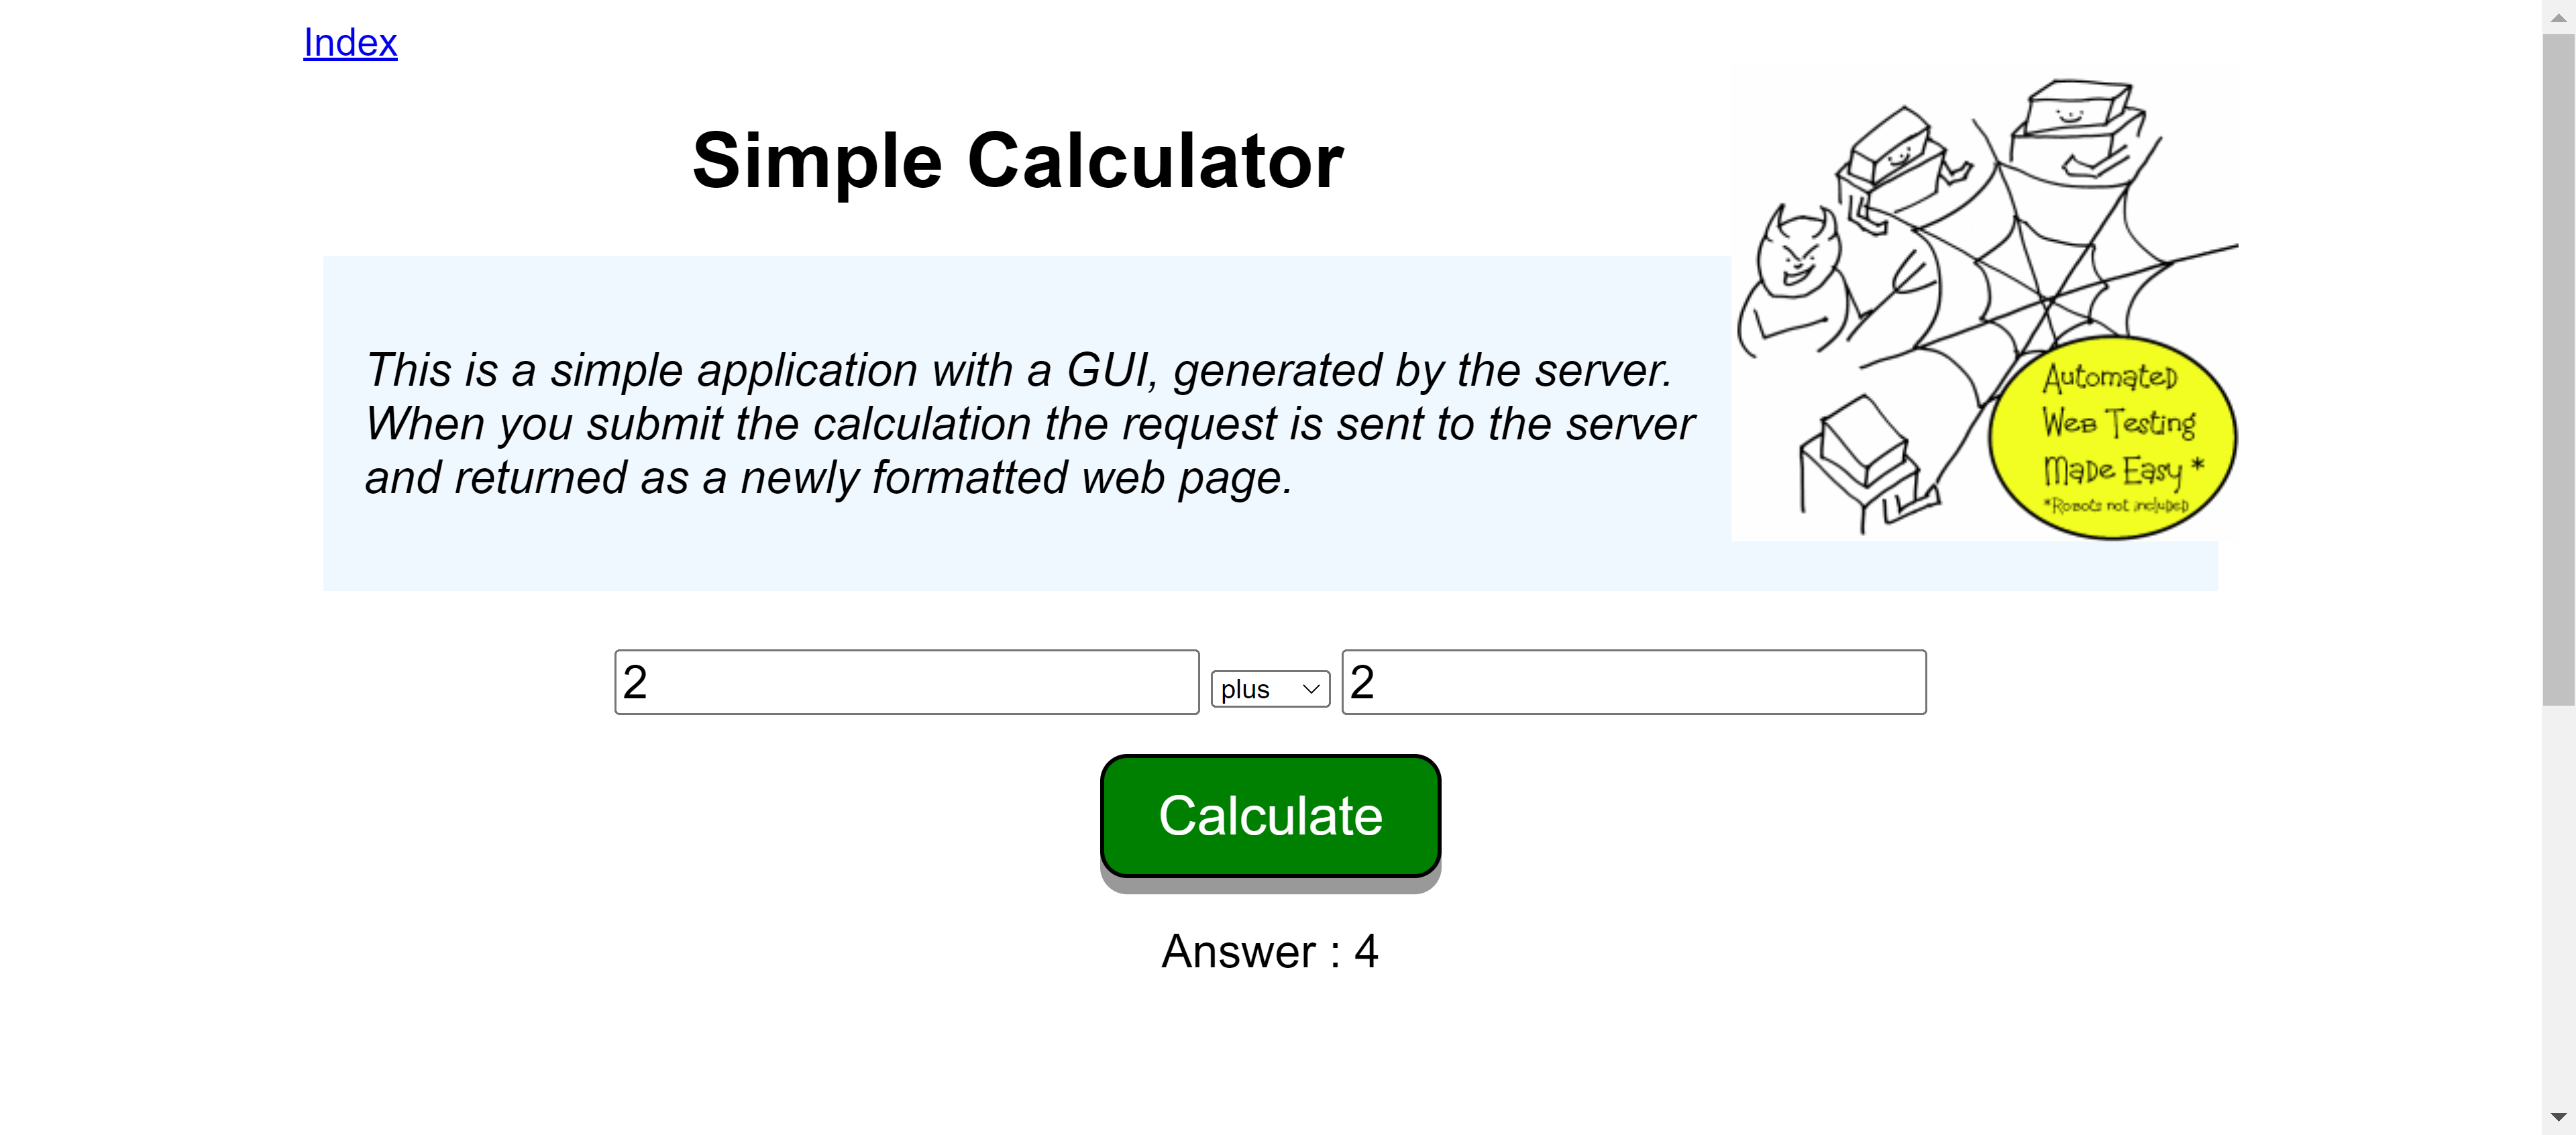 Index
Simple Calculator
This is a simple application with a GUI, generated by the server.
When you submit the calculation the request is sent to the server
and returned as a newly formatted web page.
Automated
Web Testing
Made Easy *
*Robots not included
2 plus 2
Calculate
Answer : 4